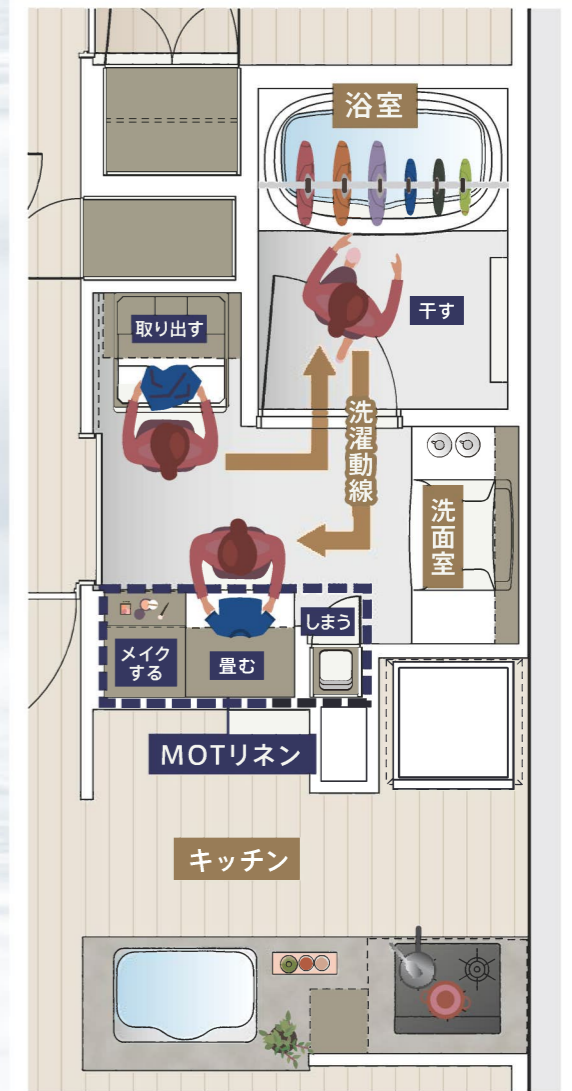 浴室
取り出す
干す
洗濯動線
洗面室
しまう
メイク
する
畳む
MOTリネン
キッチン